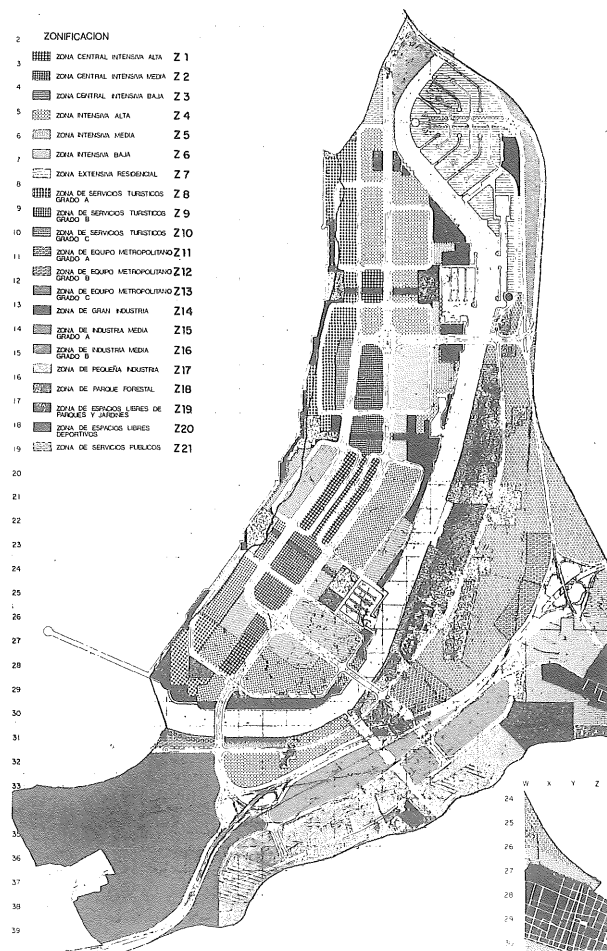 ZONIFICACION
ZONA CENTRAL INTENSIVA ALTA Z 1
ZONA CENTRAL INTENSIVA MEDIA Z 2
ZONA CENTRAL INTENSIVA BAJA Z 3
ZONA INTENSIVA ALTA Z 4
ZONA INTENSIVA MEDIA Z 5
ZONA INTENSIVA BAJA Z 6
ZONA EXTENSIVA RESIDENCIAL Z 7
ZONA DE SERVICIOS TURISTICOS Z 8
GRADO A
ZONA DE SERVICIOS TURISTICOS Z 9
GRADO B
ZONA DE SERVICIOS TURISTICOS Z10
GRADO C
ZONA DE EQUIPO METROPOLITANO Z11
GRADO A
ZONA DE EQUIPO METROPOLITANO Z12
GRADO B
ZONA DE EQUIPO METROPOLITANO Z13
GRADO C
ZONA DE GRAN INDUSTRIA Z14
ZONA DE INDUSTRIA MEDIA Z15
GRADO A
ZONA DE INDUSTRIA MEDIA Z16
GRADO B
ZONA DE PEQUEÑA INDUSTRIA Z17
ZONA DE PARQUE FORESTAL Z18
ZONA DE ESPACIOS LIBRES DE Z19
PARQUES Y JARDINES
ZONA DE ESPACIOS LIBRES Z20
DEPORTIVOS
ZONA DE SERVICIOS PUBLICOS Z21
2
3
4
5
6
7
8
9
10
11
12
13
14
15
16
17
18
19
20
21
22
23
24
25
26
27
28
29
30
31
32
33
35
36
37
38
39
W X Y Z
24
25
26
27
28
29